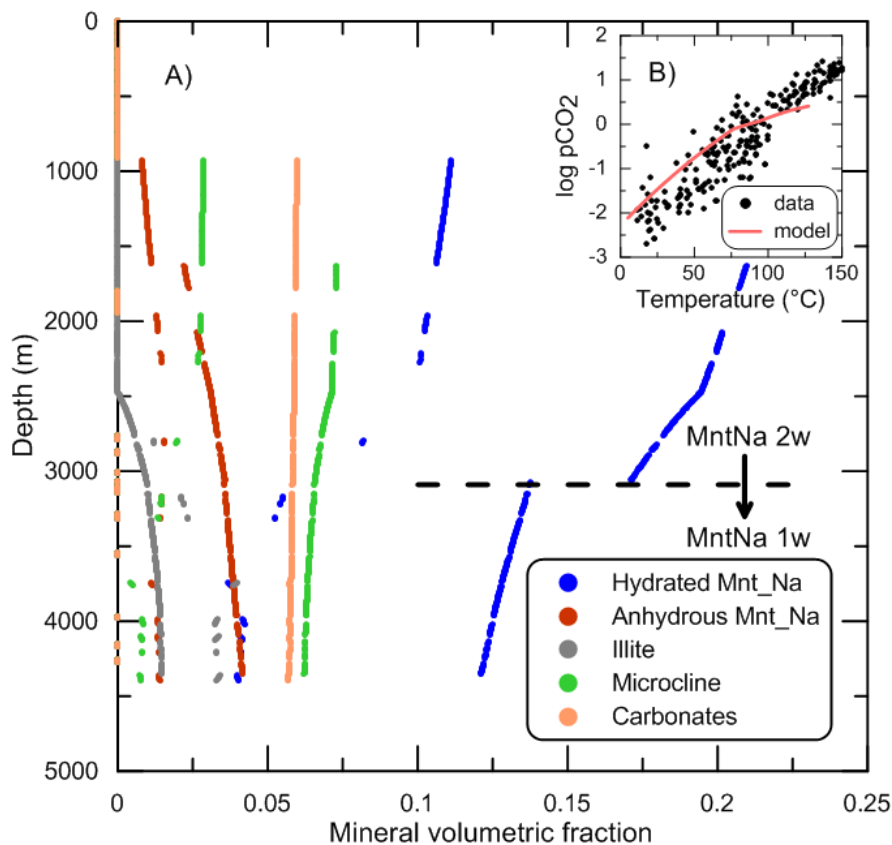 A)
0
1000
2000
3000
4000
5000
Depth (m)
0
0.05
0.1
0.15
0.2
0.25
Mineral volumetric fraction
B)
2
1
0
-1
-2
-3
log pCO2
0
50
100
150
Temperature (°C)
data
model
MntNa 2w
MntNa 1w
Hydrated Mnt_Na
Anhydrous Mnt_Na
Illite
Microcline
Carbonates